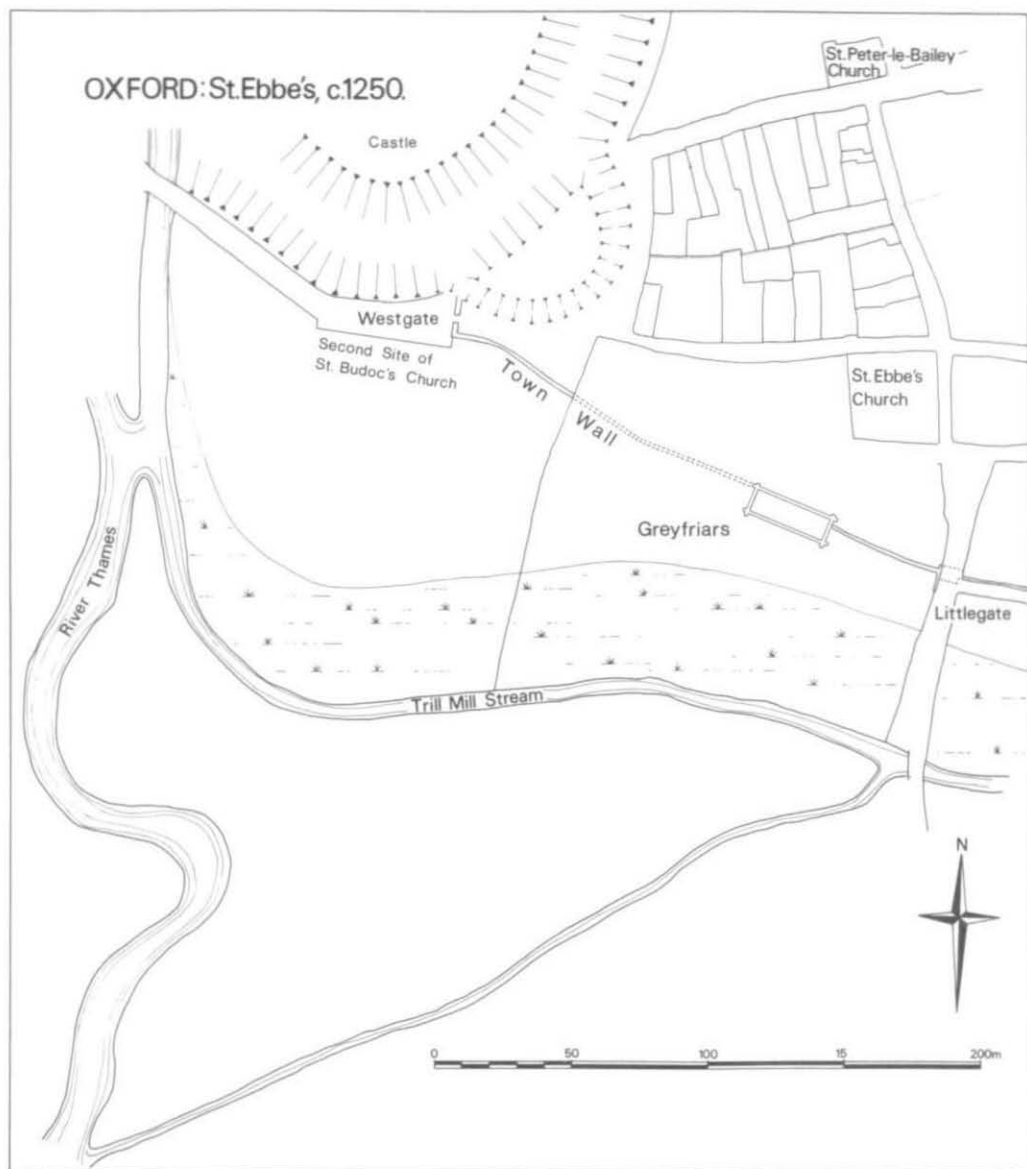 St.Peter-le-Bailey
Church
OXFORD: St.Ebbe's, c.1250.
Castle
Westgate
Second Site of
St. Budoc's Church
Town
Wall
St.Ebbe's
Church
Greyfriars
River Thames
Littlegate
Trill Mill Stream
N
0 50 100 15 200m